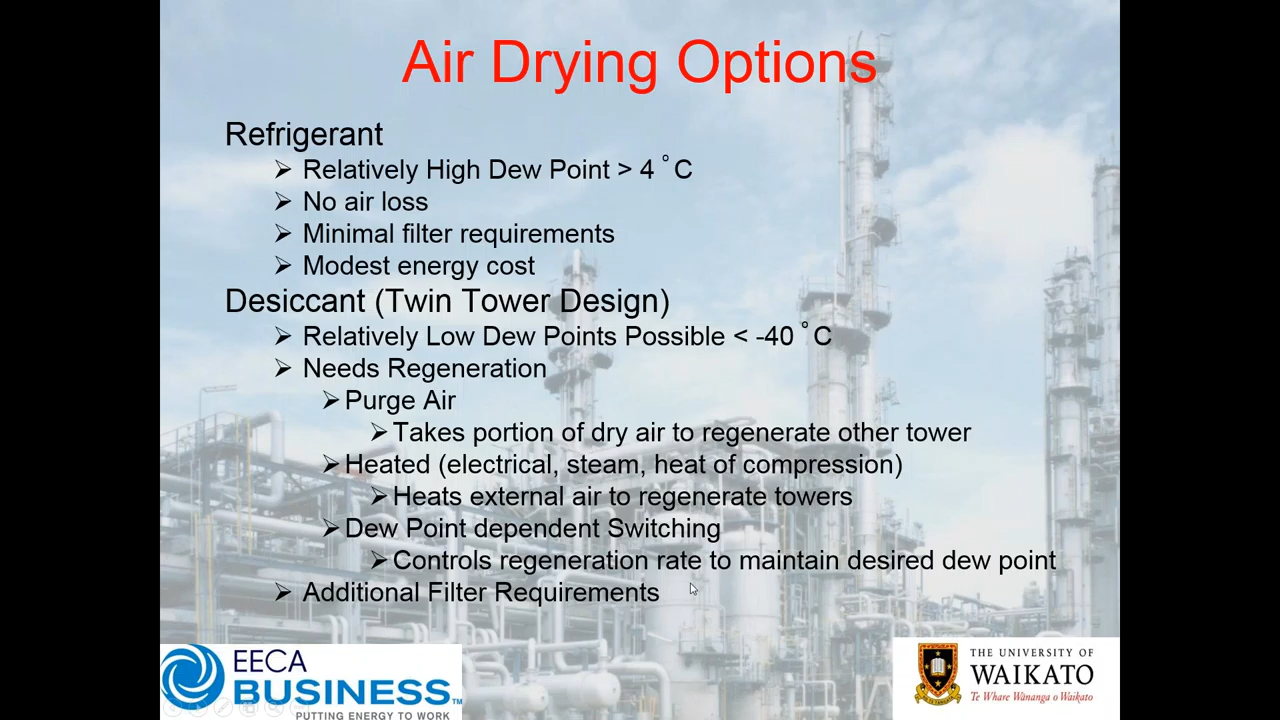 Air Drying Options
Refrigerant
➢ Relatively High Dew Point > 4 ˚C
➢ No air loss
➢ Minimal filter requirements
➢ Modest energy cost
Desiccant (Twin Tower Design)
➢ Relatively Low Dew Points Possible < -40 ˚C
➢ Needs Regeneration
➢ Purge Air
➢ Takes portion of dry air to regenerate other tower
➢ Heated (electrical, steam, heat of compression)
➢ Heats external air to regenerate towers
➢ Dew Point dependent Switching
➢ Controls regeneration rate to maintain desired dew point
➢ Additional Filter Requirements
EECA
BUSINESS™
PUTTING ENERGY TO WORK
THE UNIVERSITY OF
WAIKATO
Te Whare Wānanga o Waikato